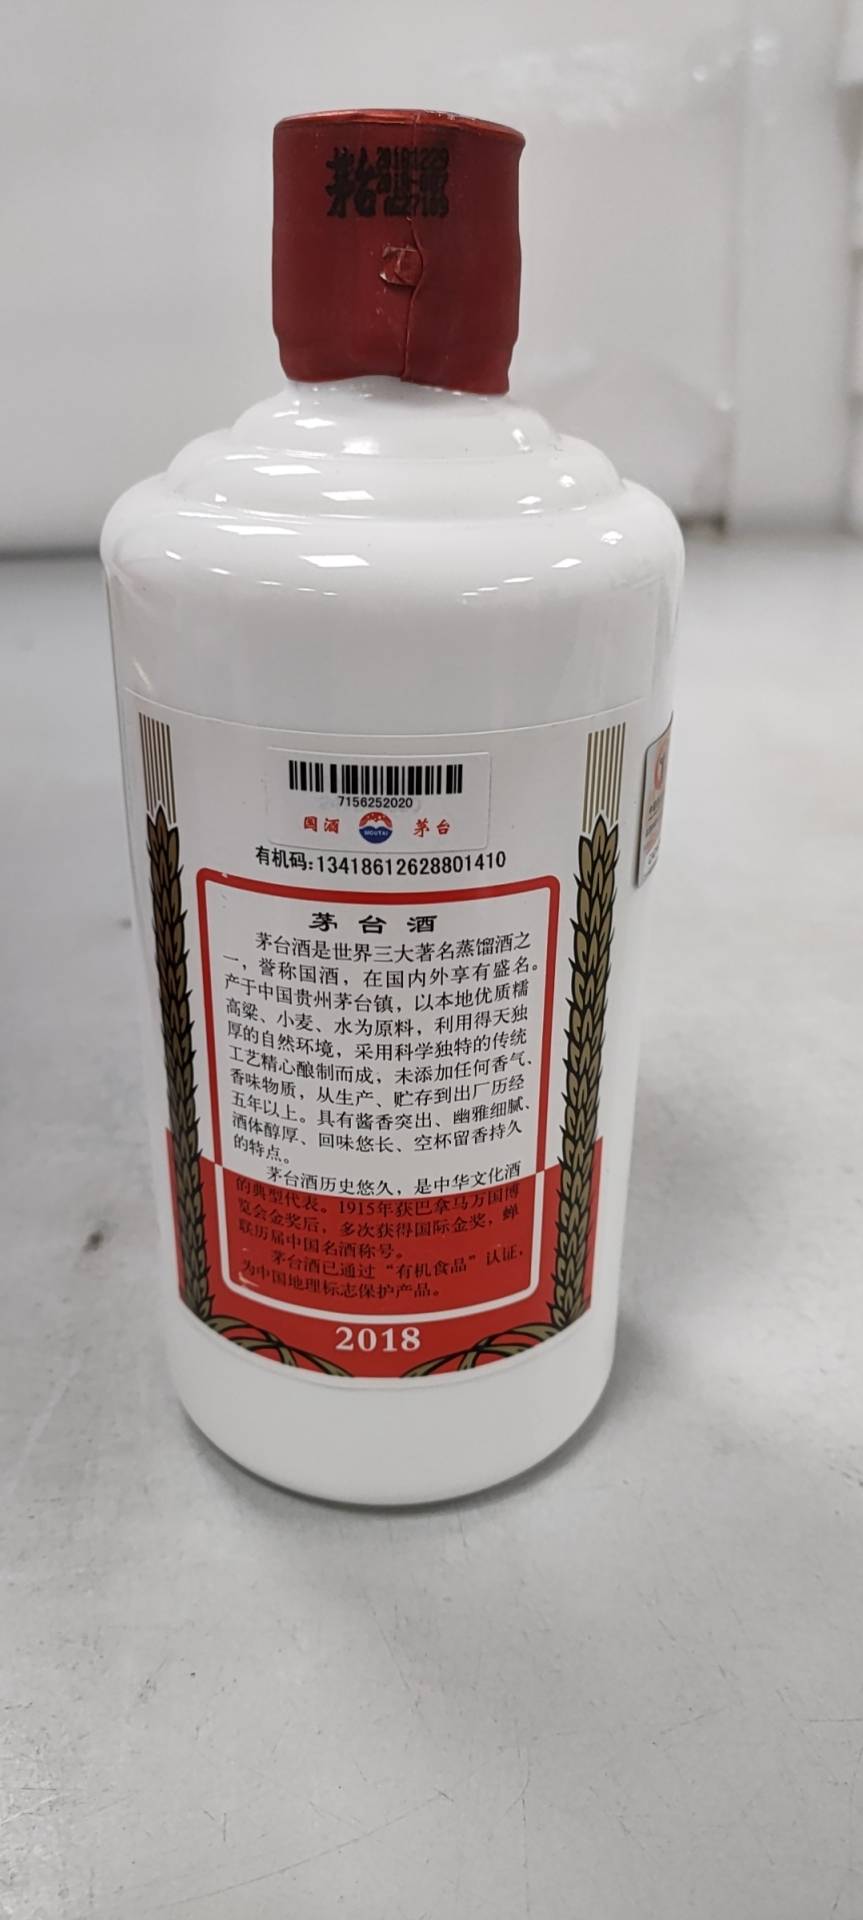 茅台
20181229
7156252020
国酒 MOUTAI 茅台
有机码:13418612628801410
茅台酒
茅台酒是世界三大著名蒸馏酒之
一，誉称国酒，在国内外享有盛名。
产于中国贵州茅台镇，以本地优质糯
高粱、小麦、水为原料，利用得天独
厚的自然环境，采用科学独特的传统
工艺精心酿制而成，未添加任何香气、
香味物质，从生产、贮存到出厂历经
五年以上。具有酱香突出、幽雅细腻、
酒体醇厚、回味悠长、空杯留香持久
的特点。
茅台酒历史悠久，是中华文化酒
的典型代表。1915年获巴拿马万国博
览会金奖后，多次获得国际金奖，蝉
联历届中国名酒称号。
茅台酒已通过“有机食品”认证，
为中国地理标志保护产品。
2018